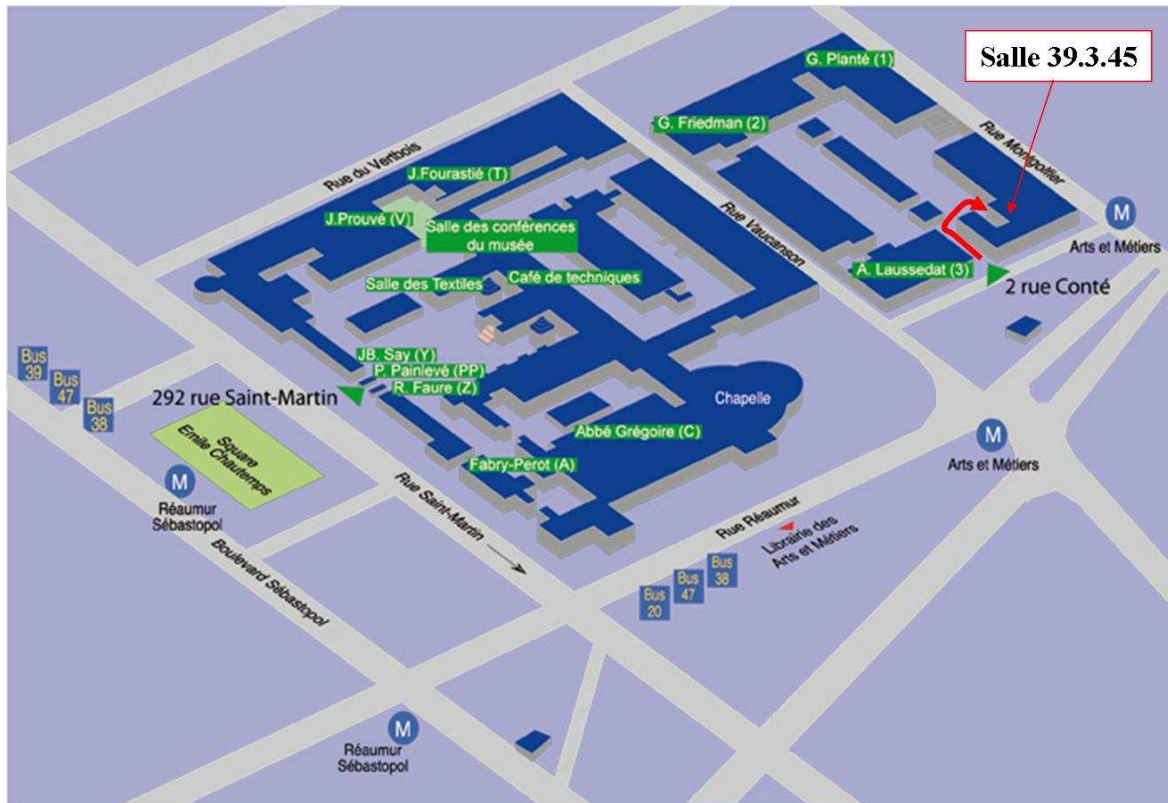 G. Planté (1)
Salle 39.3.45
G. Friedman (2)
Rue Montgolfier
Rue du Vertbois
J.Fourastié (T)
J.Prouvé (V)
Salle des conférences
du musée
Rue Vaucanson
M
Arts et Métiers
A. Laussedat (3)
2 rue Conté
Salle des Textiles
Café de techniques
JB. Say (Y)
P. Painlevé (PP)
R. Faure (Z)
292 rue Saint-Martin
Bus
39
Bus
47
Bus
38
Chapelle
Square
Emile Chautemps
Abbé Grégoire (C)
M
Arts et Métiers
Fabry-Perot (A)
M
Réaumur
Sébastopol
Rue Saint-Martin
Rue Réaumur
Librairie des
Arts et Métiers
Boulevard Sébastopol
Bus
20
Bus
47
Bus
38
M
Réaumur
Sébastopol